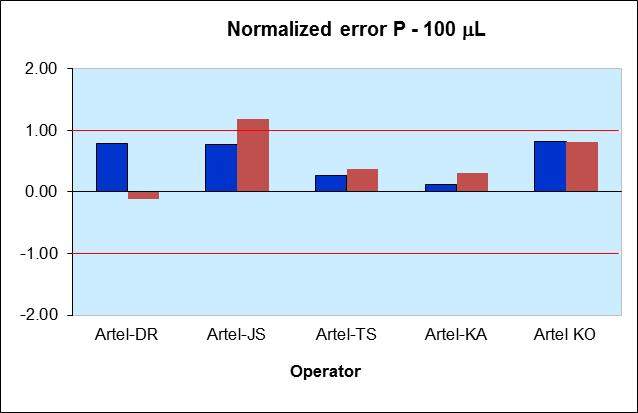 Normalized error P - 100 µL
2.00
1.00
0.00
-1.00
-2.00
Artel-DR Artel-JS Artel-TS Artel-KA Artel KO
Operator